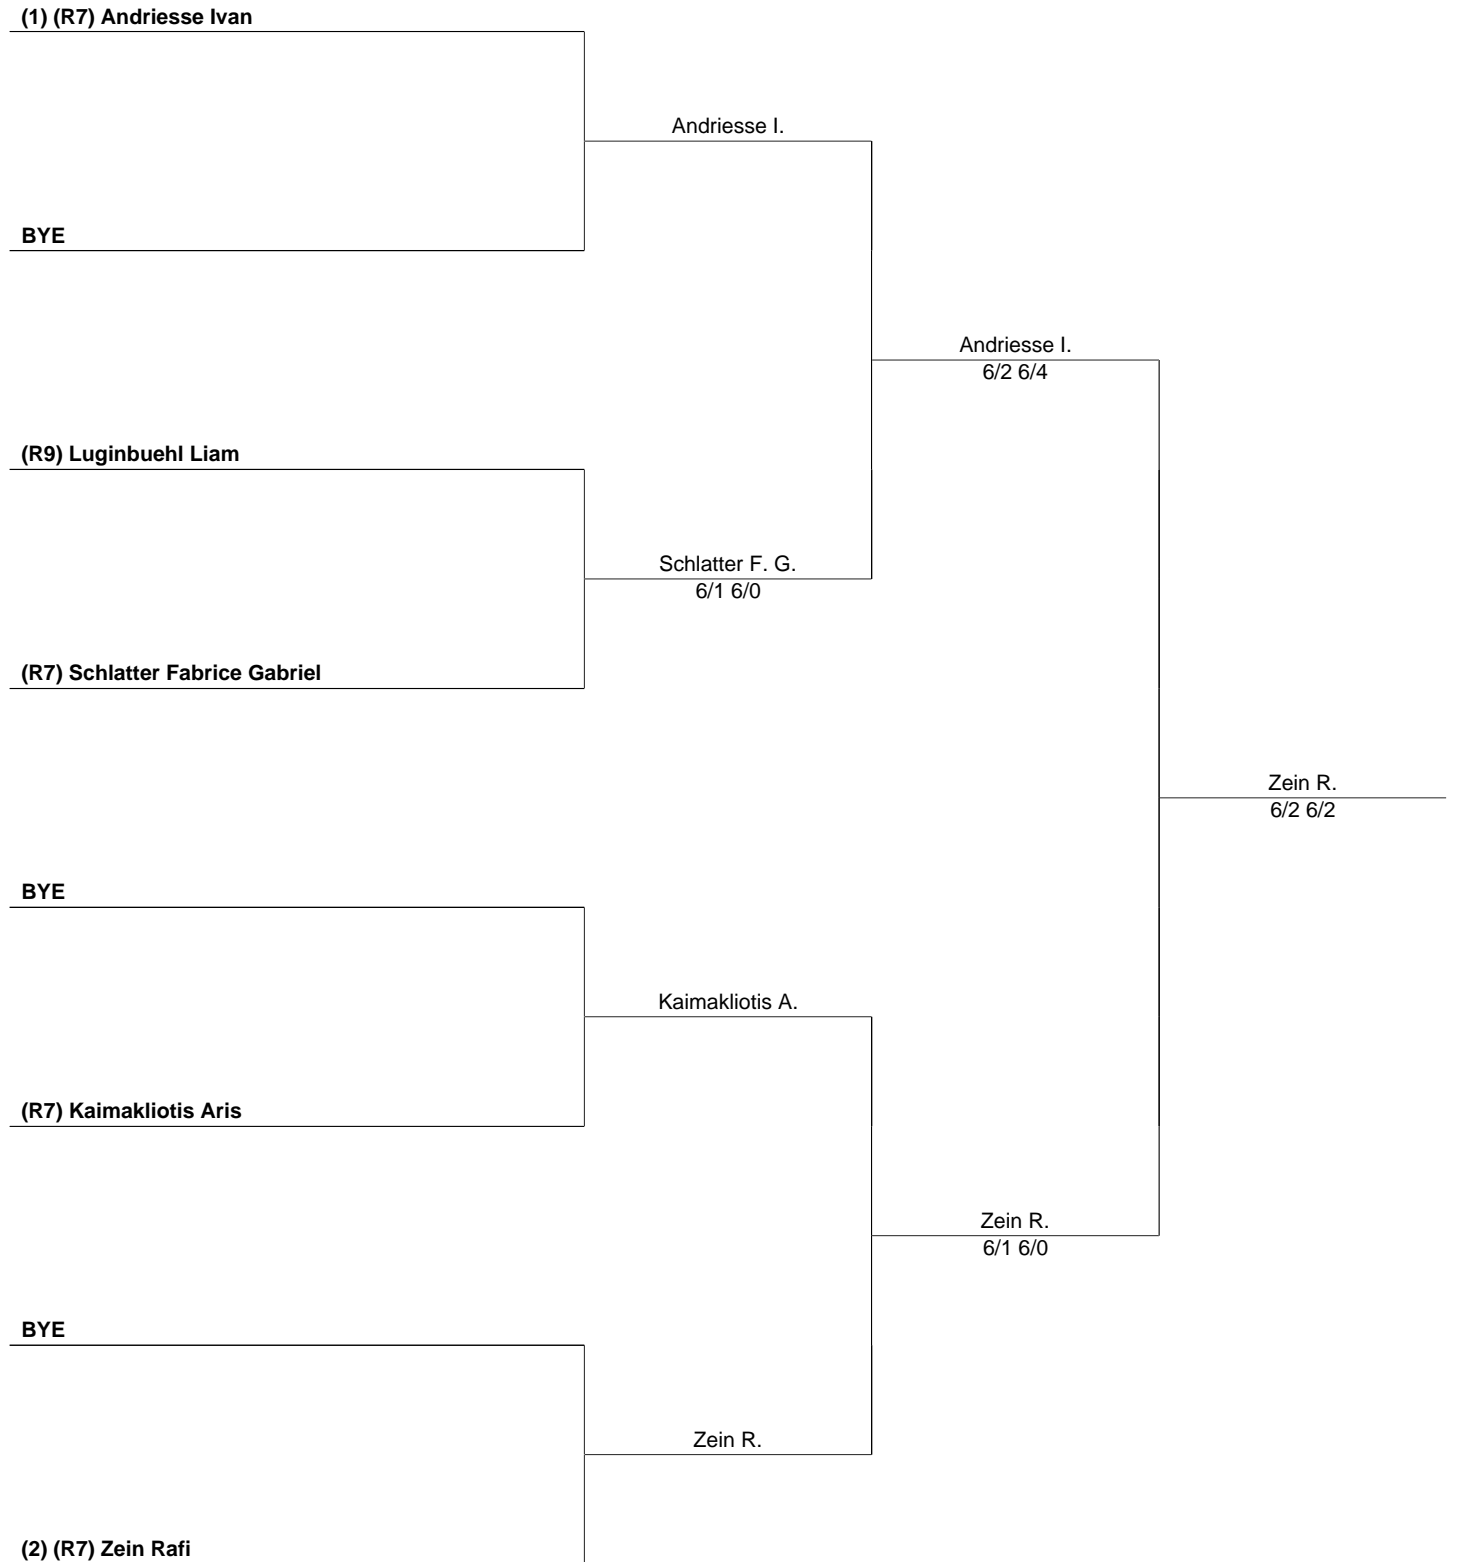 (1) (R7) Andriesse Ivan
Andriesse I.
BYE
Andriesse I.
6/2 6/4
(R9) Luginbuehl Liam
Schlatter F. G.
6/1 6/0
(R7) Schlatter Fabrice Gabriel
Zein R.
6/2 6/2
BYE
Kaimakliotis A.
(R7) Kaimakliotis Aris
Zein R.
6/1 6/0
BYE
Zein R.
(2) (R7) Zein Rafi